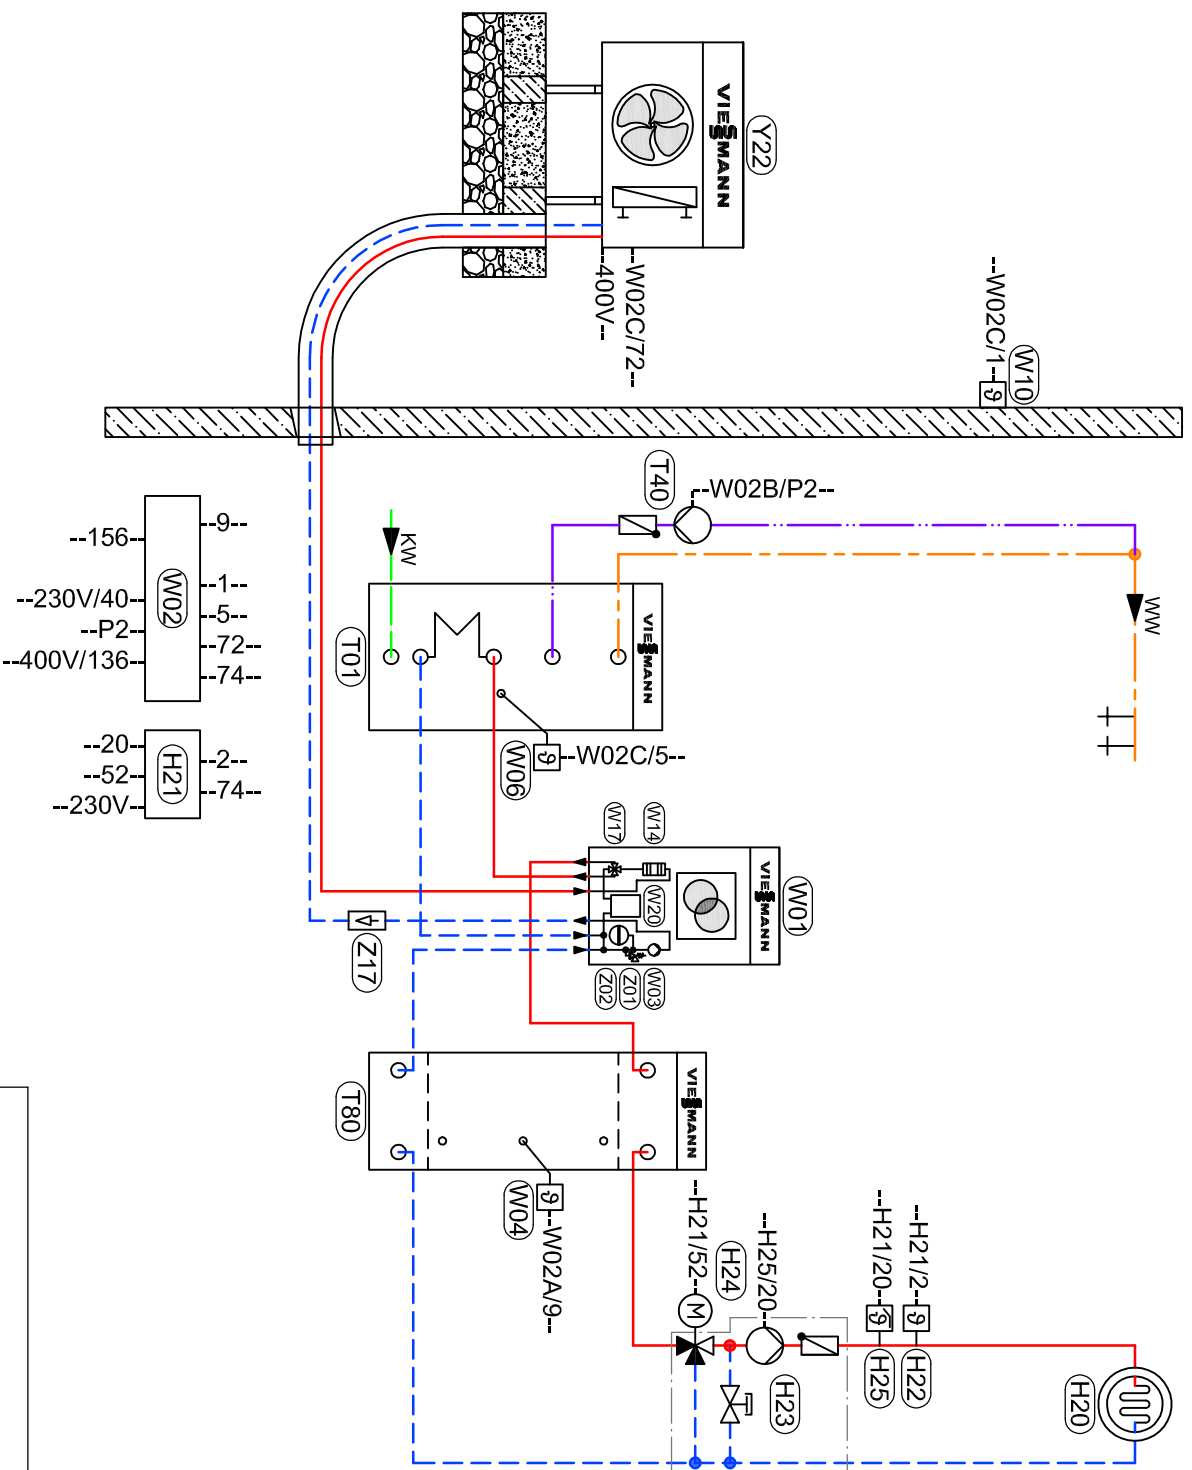 VIESMANN
Y22
--W02C/72--
--400V--
--W02C/1--
W10
--W02B/P2--
T40
KW
WW
VIESMANN
T01
W06
--W02C/5--
--9--
--156--
--1--
--230V/40--
--5--
--P2--
--72--
--400V/136--
--74--
W02
--20--
--2--
--52--
--74--
--230V--
H21
W17
W14
VIESMANN
W01
W20
Z02
Z01
W03
Z17
VIESMANN
T80
W04
--W02A/9--
--H21/52--
H24
--H25/20--
--H21/20--
--H21/2--
M
H23
H25
H22
H20